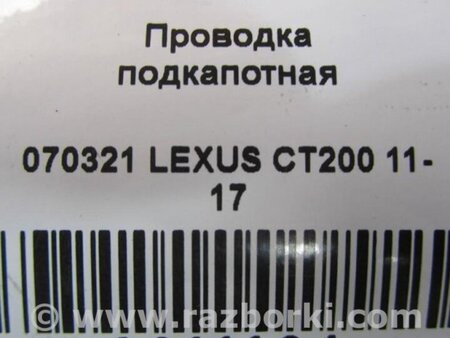 Проводка
подкапотная
070321 LEXUS CT200 11-
17
© www.razborki.com